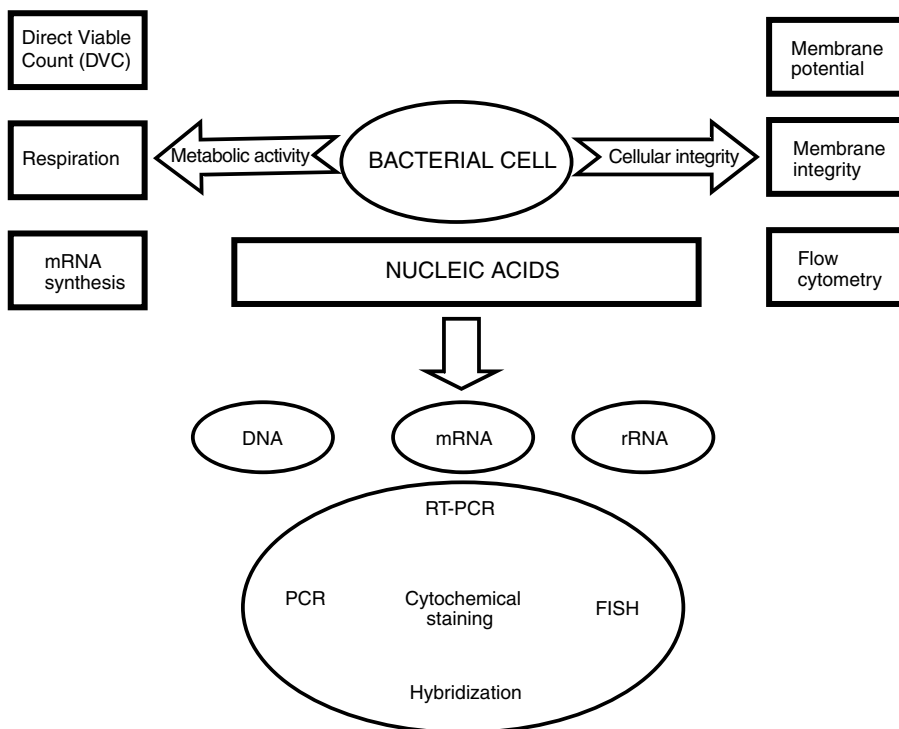 Direct Viable
Count (DVC)
Membrane
potential
Respiration
Metabolic activity
BACTERIAL CELL
Cellular integrity
Membrane
integrity
mRNA
synthesis
NUCLEIC ACIDS
Flow
cytometry
DNA
mRNA
rRNA
RT-PCR
PCR
Cytochemical
staining
FISH
Hybridization